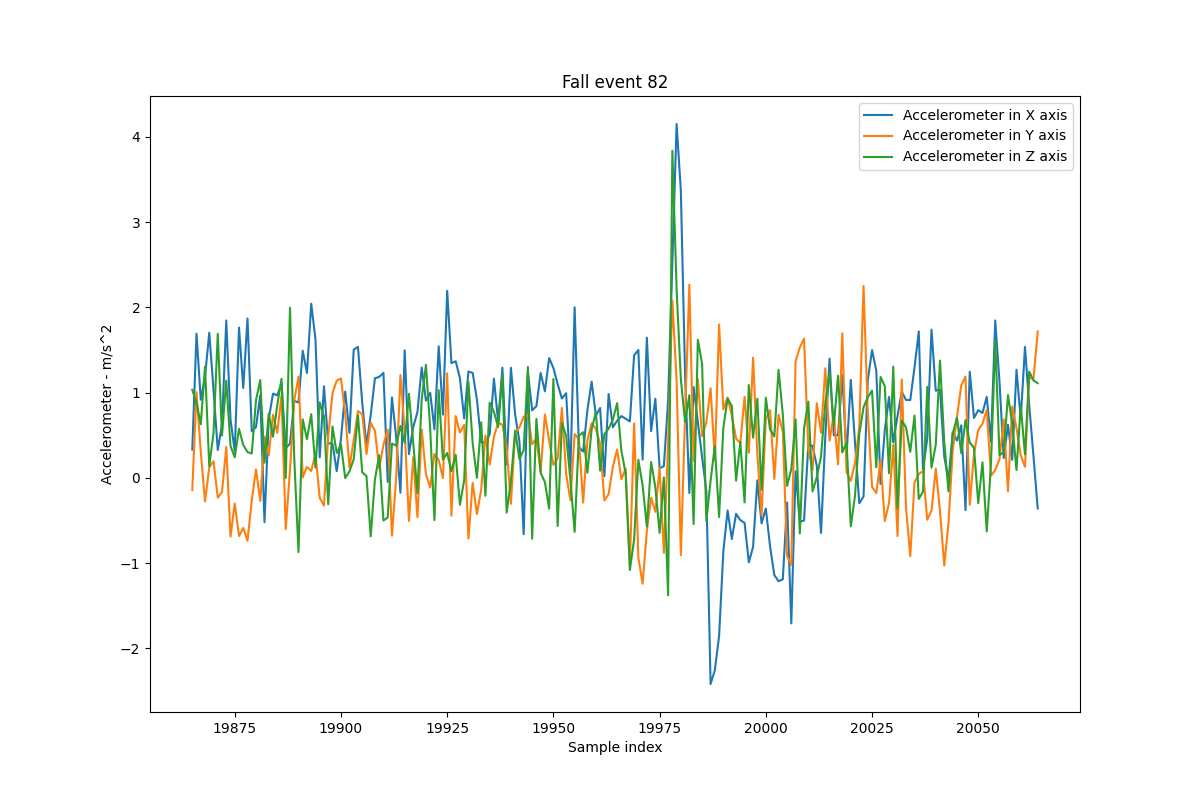 Fall event 82
Accelerometer in X axis
Accelerometer in Y axis
Accelerometer in Z axis
Accelerometer - m/s^2
4
3
2
1
0
−1
−2
19875 19900 19925 19950 19975 20000 20025 20050
Sample index